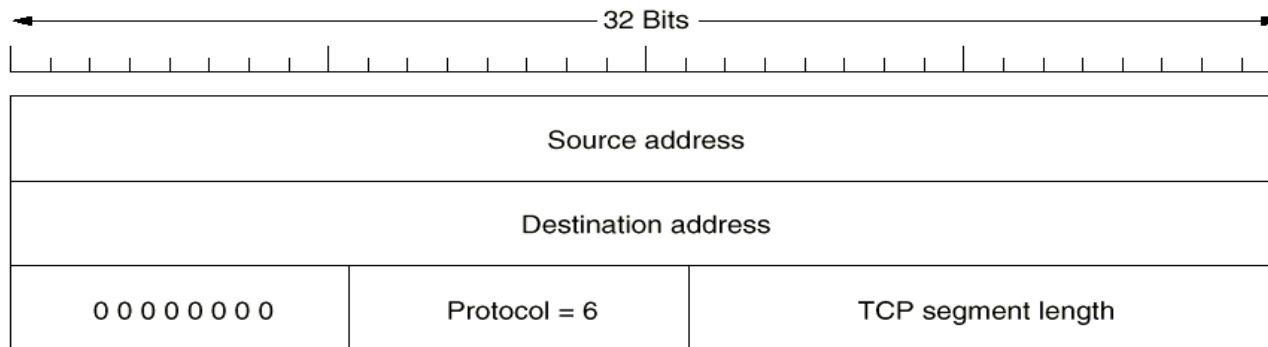 32 Bits
Source address
Destination address
0 0 0 0 0 0 0 0 Protocol = 6 TCP segment length